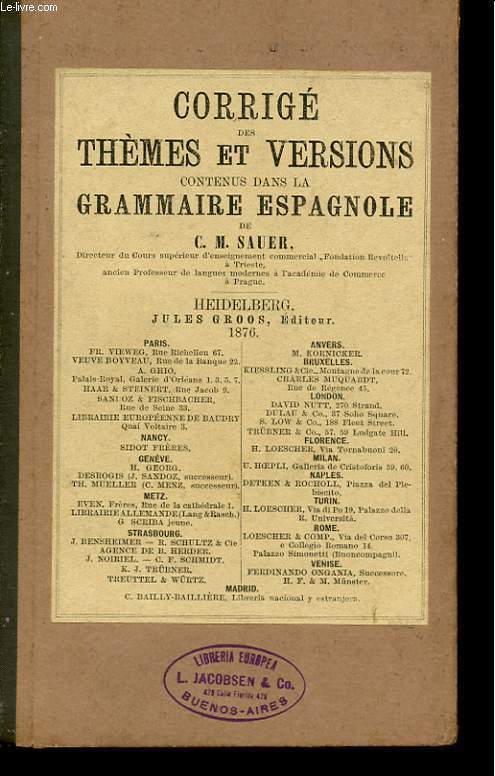 Le-livre.com
CORRIGÉ
DES
THÈMES ET VERSIONS
CONTENUS DANS LA
GRAMMAIRE ESPAGNOLE
DE
C. M. SAUER,
Directeur du Cours supérieur d'enseignement commercial „Fondation Revoltella“
à Trieste,
ancien Professeur de langues modernes à l'académie de Commerce
à Prague.
HEIDELBERG.
JULES GROOS, Editeur.
1876.
PARIS.
FR. VIEWEG, Rue Richelieu 67.
VEUVE BOYVEAU, Rue de la Banque 22.
A. GHIO,
Palais-Royal, Galerie d'Orléans 1. 3. 5. 7.
HAAR & STEINERT, Rue Jacob 9.
SANDOZ & FISCHBACHER,
Rue de Seine 33.
LIBRAIRIE EUROPÉENNE DE BAUDRY
Quai Voltaire 3.
NANCY.
SIDOT FRÈRES,
GENÉVE.
H. GEORG.
DESROGIS (J. SANDOZ, successeur).
TH. MUELLER (C. MENZ, successeur).
METZ.
EVEN, Frères, Rue de la cathédrale 1.
LIBRAIRIE ALLEMANDE (Lang & Rasch.)
G SCRIBA jeune.
STRASBOURG.
J. BENSHEIMER — R. SCHULTZ & Cie
AGENCE DE B. HERDER.
J. NOIRIEL. — C. F. SCHMIDT.
K. J. TRÜBNER.
TREUTTEL & WÜRTZ.
ANVERS.
M. KORNICKER.
BRUXELLES.
KIESSLING & Cie., Montagne de la cour 72.
CHARLES MUQUARDT,
Rue de Régence 45.
LONDON.
DAVID NUTT, 270 Strand.
DULAU & Co., 37 Soho Square.
S. LOW & Co., 188 Fleet Street.
TRÜBNER & Co., 57. 59 Ludgate Hill.
FLORENCE.
H. LOESCHER, Via Tornabuoni 20.
MILAN.
U. HŒPLI, Galleria de Cristoforis 59. 60.
NAPLES.
DETKEN & ROCHOLL, Piazza del Ple-
biscito.
TURIN.
H. LOESCHER, Via di Po 19, Palazzo della
R. Università.
ROME.
LOESCHER & COMP., Via del Corso 307.
e Collegio Romano 14.
Palazzo Simonetti (Buoncompagni).
VENISE.
FERDINANDO ONGANIA, Successore.
H. F. & M. Münster.
MADRID.
C. BAILLY-BAILLIÈRE, Libreria nacional y estranjera.
LIBRERIA EUROPEA
L. JACOBSEN & Co.
Calle Florida
BUENOS-AIRES